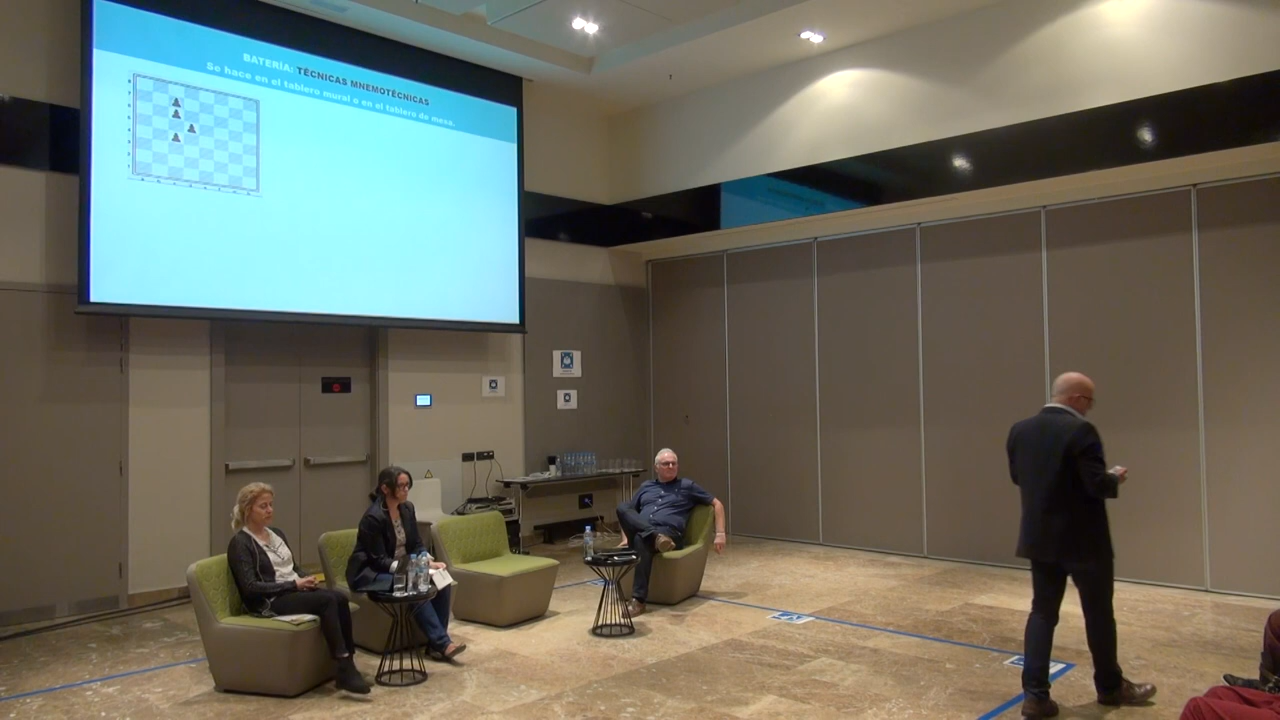 BATERÍA: TÉCNICAS MNEMOTÉCNICAS
Se hace en el tablero mural o en el tablero de mesa.